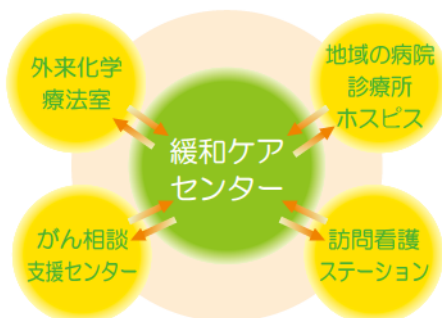 外来化学
療法室
地域の病院
診療所
ホスピス
緩和ケア
センター
がん相談
支援センター
訪問看護
ステーション